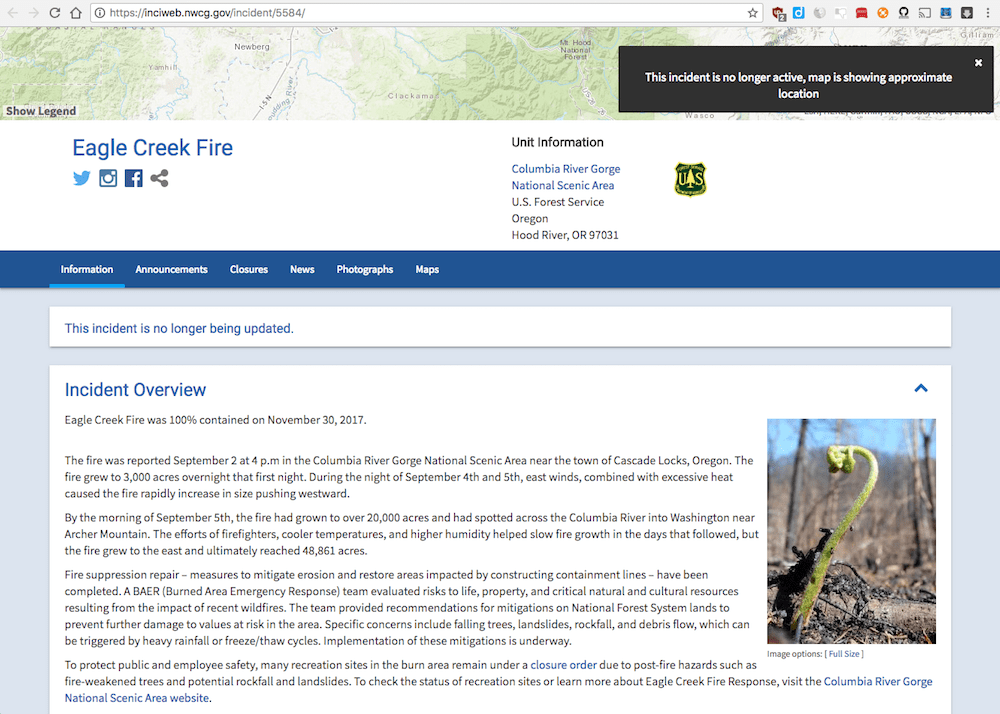 https://inciweb.nwcg.gov/incident/5584/
Newberg
Mt. Hood
National
Forest
Gilliam
Yamhill
I-5N
Clackamas
Wasco
Show Legend
This incident is no longer active, map is showing approximate
location
Eagle Creek Fire
Unit Information
Columbia River Gorge
National Scenic Area
U.S. Forest Service
Oregon
Hood River, OR 97031
FOREST SERVICE
US
Information Announcements Closures News Photographs Maps
This incident is no longer being updated.
Incident Overview
Eagle Creek Fire was 100% contained on November 30, 2017.
The fire was reported September 2 at 4 p.m in the Columbia River Gorge National Scenic Area near the town of Cascade Locks, Oregon. The
fire grew to 3,000 acres overnight that first night. During the night of September 4th and 5th, east winds, combined with excessive heat
caused the fire rapidly increase in size pushing westward.
By the morning of September 5th, the fire had grown to over 20,000 acres and had spotted across the Columbia River into Washington near
Archer Mountain. The efforts of firefighters, cooler temperatures, and higher humidity helped slow fire growth in the days that followed, but
the fire grew to the east and ultimately reached 48,861 acres.
Fire suppression repair – measures to mitigate erosion and restore areas impacted by constructing containment lines – have been
completed. A BAER (Burned Area Emergency Response) team evaluated risks to life, property, and critical natural and cultural resources
resulting from the impact of recent wildfires. The team provided recommendations for mitigations on National Forest System lands to
prevent further damage to values at risk in the area. Specific concerns include falling trees, landslides, rockfall, and debris flow, which can
be triggered by heavy rainfall or freeze/thaw cycles. Implementation of these mitigations is underway.
Image options: [ Full Size ]
To protect public and employee safety, many recreation sites in the burn area remain under a closure order due to post-fire hazards such as
fire-weakened trees and potential rockfall and landslides. To check the status of recreation sites or learn more about Eagle Creek Fire Response, visit the Columbia River Gorge
National Scenic Area website.